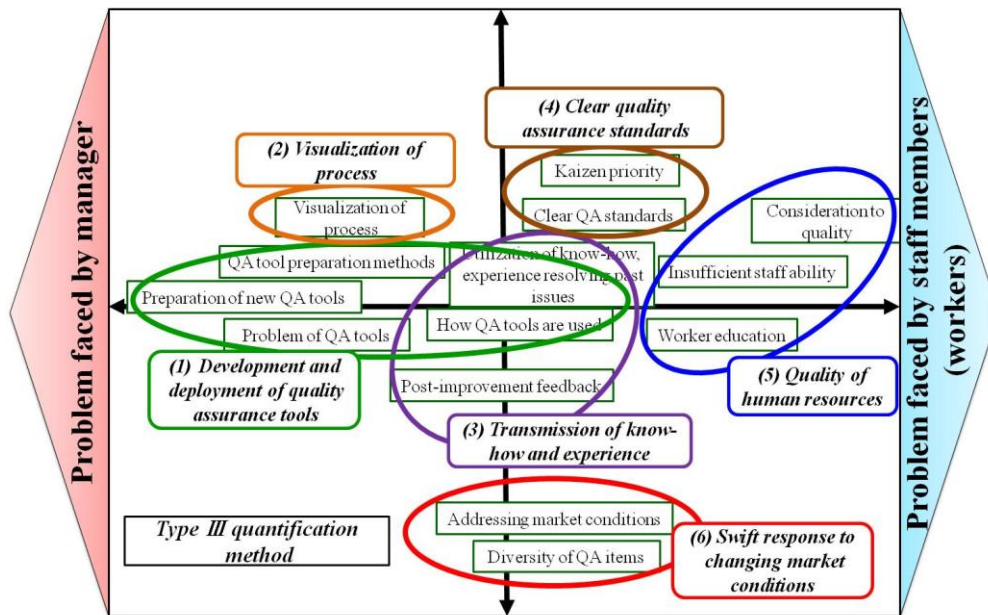 Problem faced by manager
(4) Clear quality
assurance standards
(2) Visualization of
process
Kaizen priority
Visualization of
process
Clear QA standards
Consideration to
quality
QA tool preparation methods
Utilization of know-how,
experience resolving past
issues
Insufficient staff ability
Preparation of new QA tools
Problem of QA tools
How QA tools are used
Worker education
(1) Development and
deployment of quality
assurance tools
Post-improvement feedback
(5) Quality of
human resources
(3) Transmission of know-
how and experience
Type III quantification
method
Addressing market conditions
Diversity of QA items
(6) Swift response to
changing market
conditions
Problem faced by staff members
(workers)